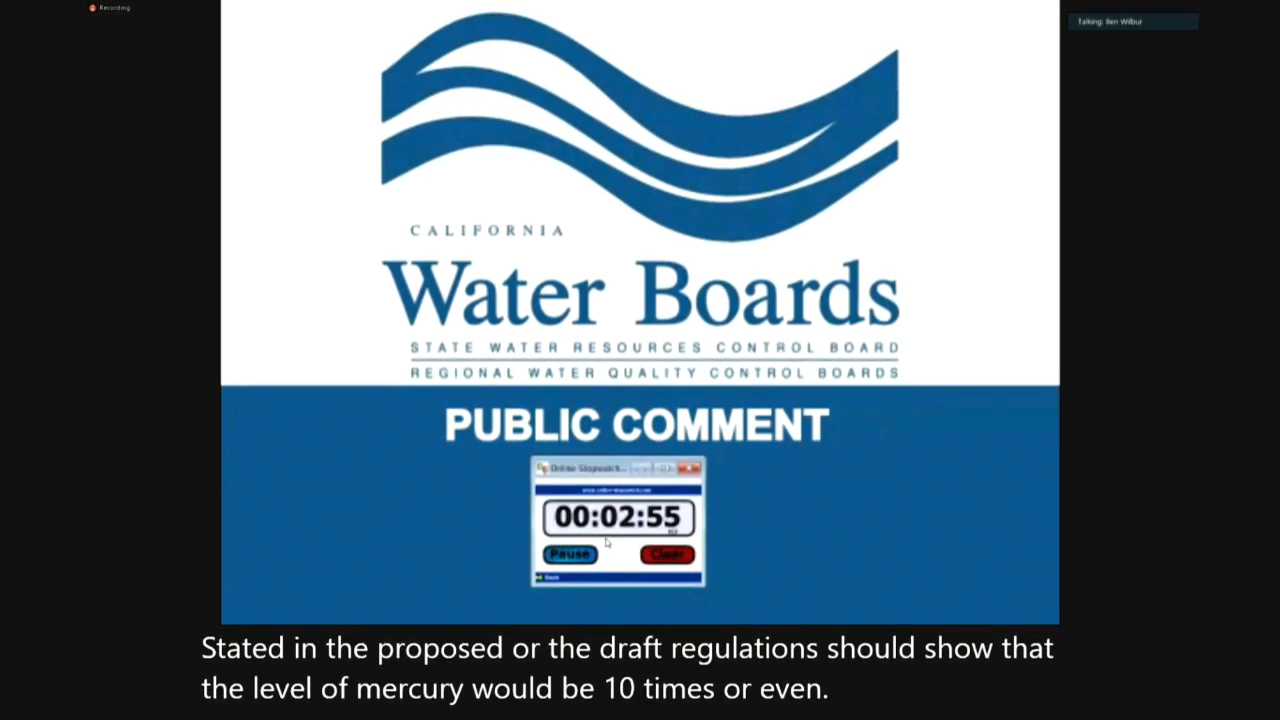 Recording
Talking: Ben Wilbur
CALIFORNIA
Water Boards
STATE WATER RESOURCES CONTROL BOARD
REGIONAL WATER QUALITY CONTROL BOARDS
PUBLIC COMMENT
Online Stopwatch...
00:02:55
Pause Clear
Stated in the proposed or the draft regulations should show that
the level of mercury would be 10 times or even.